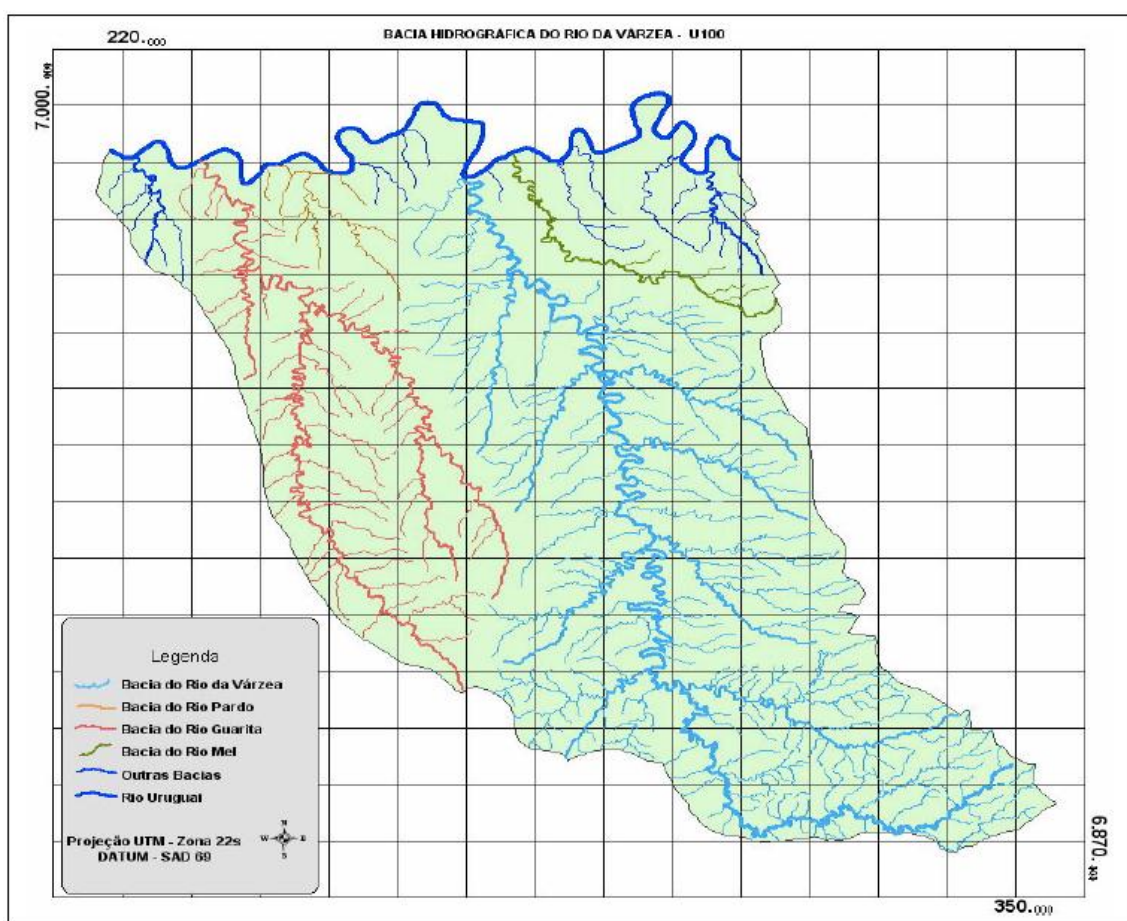 BACIA HIDROGRÁFICA DO RIO DA VÁRZEA - U100
220.000
7.000.
Legenda
Bacia do Rio da Várzea
Bacia do Rio Pardo
Bacia do Rio Guarita
Bacia do Rio Mel
Outras Bacias
Rio Uruguai
Projeção UTM - Zona 22s
DATUM - SAD 69
N
W E
S
6.870.
350.000